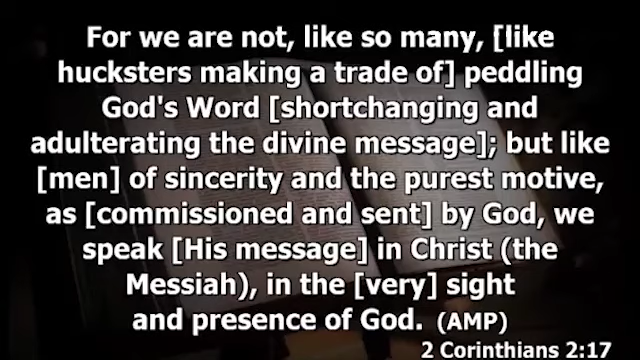 For we are not, like so many, [like
hucksters making a trade of] peddling
God's Word [shortchanging and
adulterating the divine message]; but like
[men] of sincerity and the purest motive,
as [commissioned and sent] by God, we
speak [His message] in Christ (the
Messiah), in the [very] sight
and presence of God. (AMP)
2 Corinthians 2:17